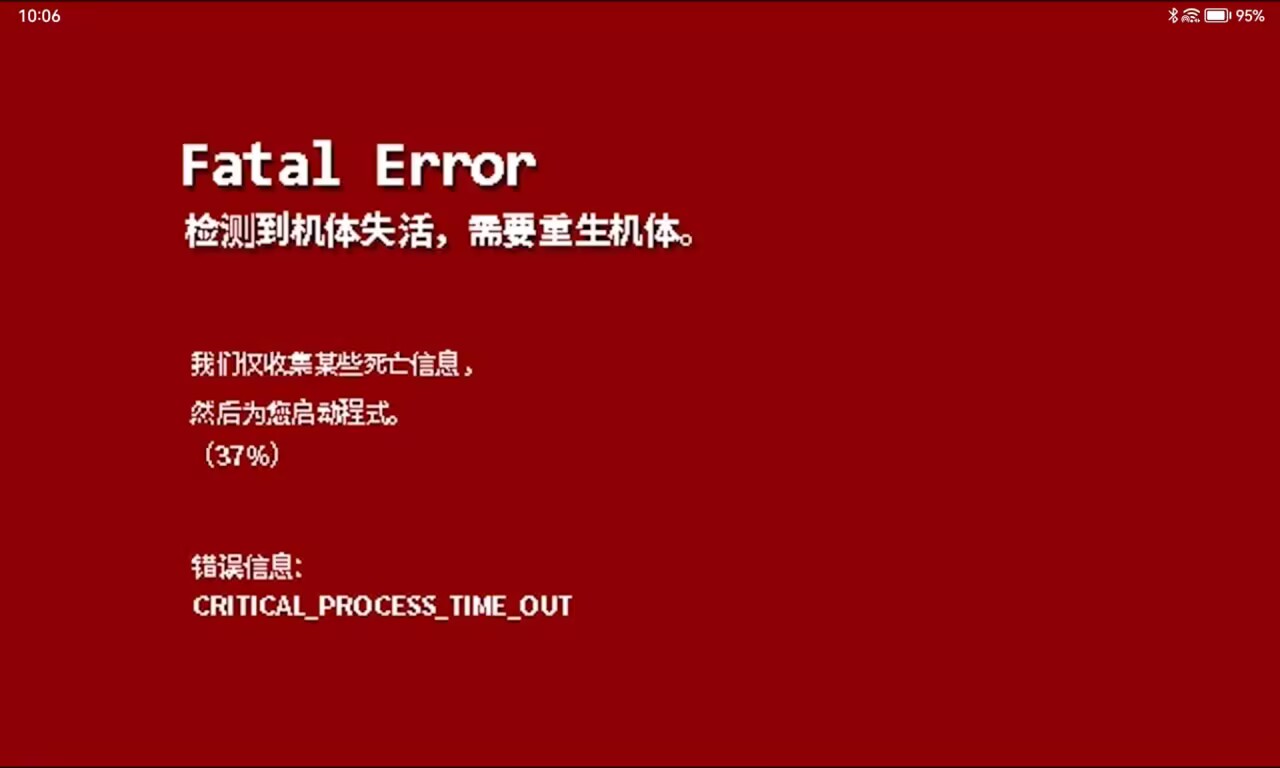 10:06
95%
Fatal Error
检测到机体失活，需要重生机体。
我们仅收集某些死亡信息，
然后为您启动程式。
（37%）
错误信息：
CRITICAL_PROCESS_TIME_OUT